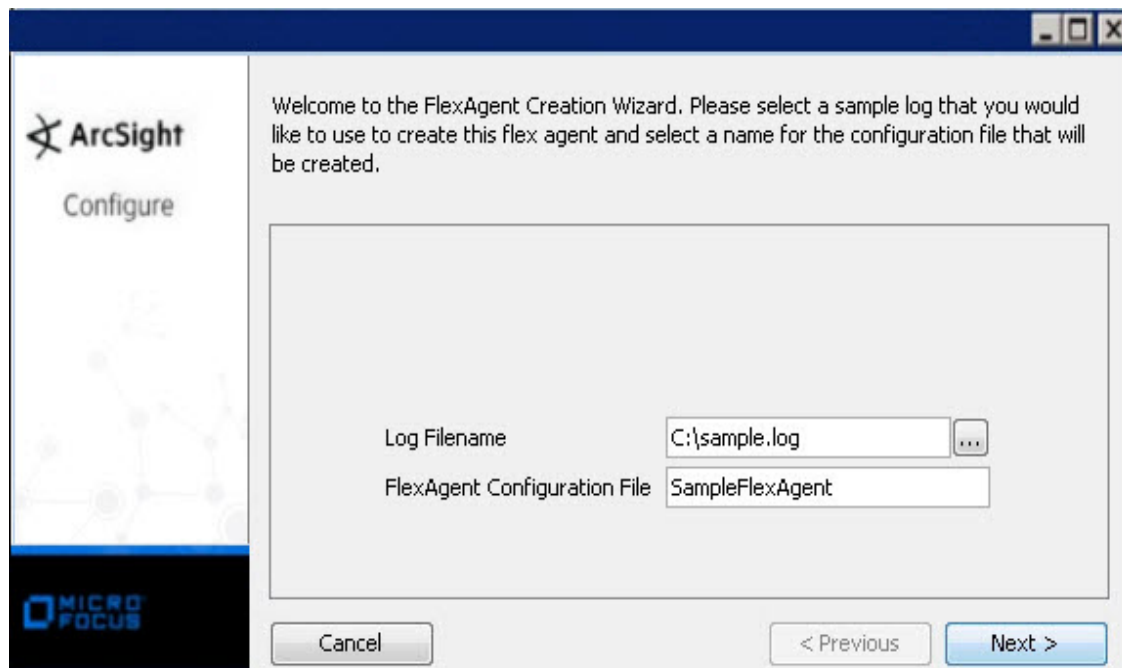 ArcSight
Configure
Welcome to the FlexAgent Creation Wizard. Please select a sample log that you would
like to use to create this flex agent and select a name for the configuration file that will
be created.
Log Filename C:\sample.log ...
FlexAgent Configuration File SampleFlexAgent
MICRO
FOCUS
Cancel < Previous Next >